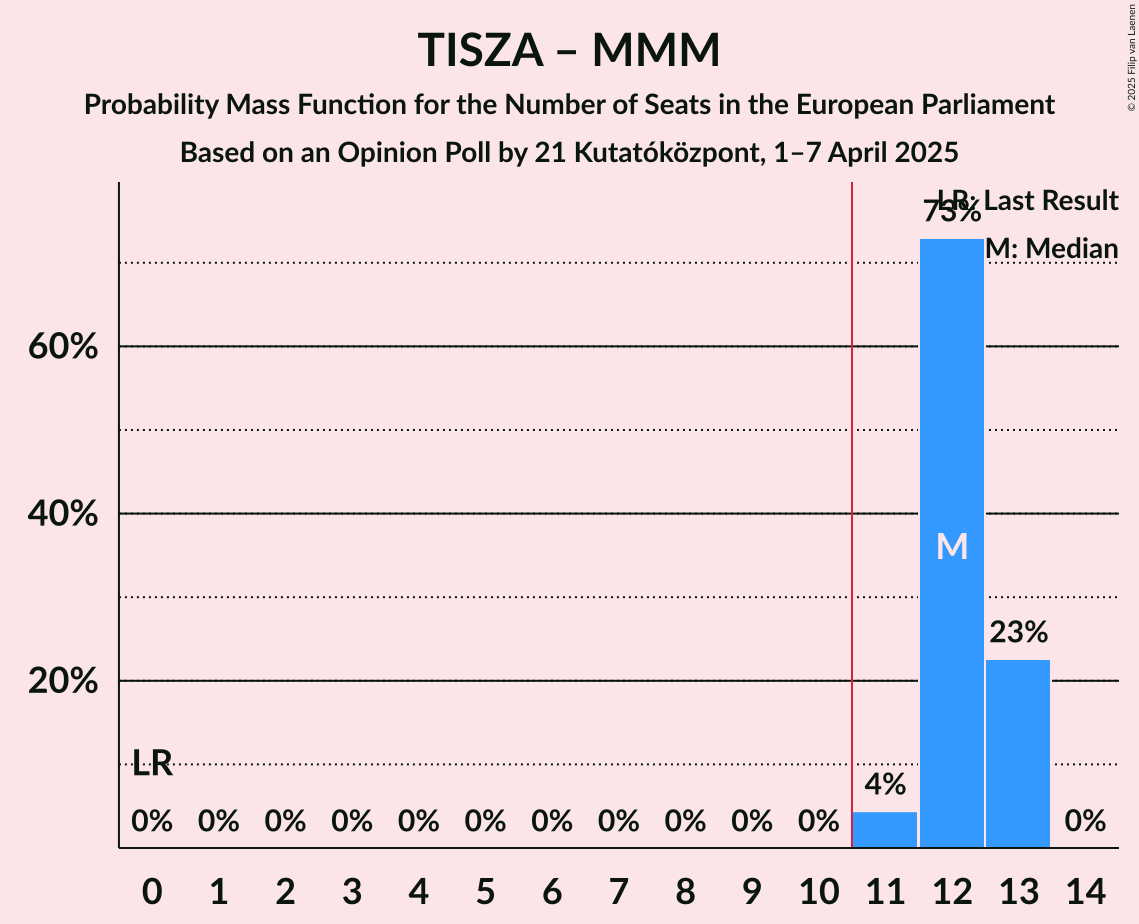 TISZA – MMM
Probability Mass Function for the Number of Seats in the European Parliament
Based on an Opinion Poll by 21 Kutatóközpont, 1–7 April 2025
© 2025 Filip van Laenen
LR: Last Result
M: Median
73%
60%
40%
20%
M
23%
LR
4%
0% 0% 0% 0% 0% 0% 0% 0% 0% 0% 0% 0%
0 1 2 3 4 5 6 7 8 9 10 11 12 13 14